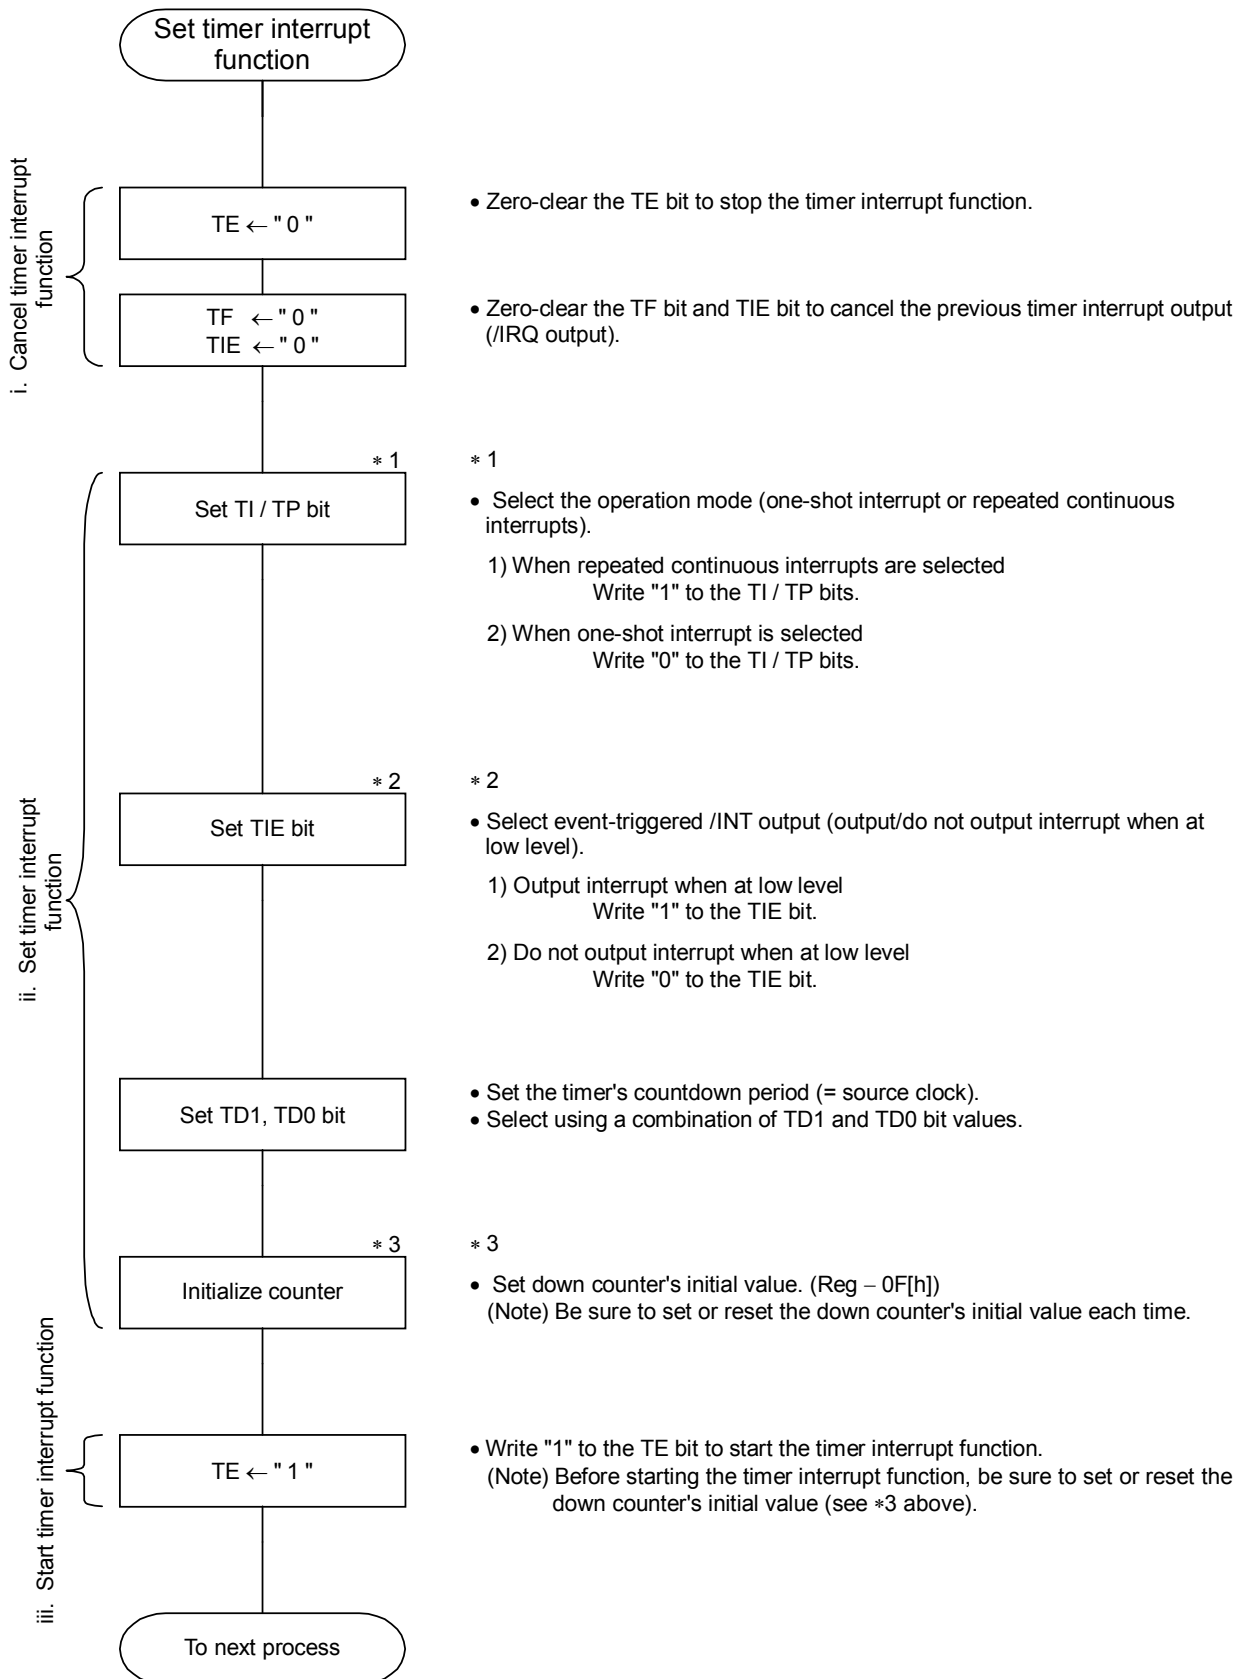 Set timer interrupt
function
i. Cancel timer interrupt
function
TE ← " 0 "
• Zero-clear the TE bit to stop the timer interrupt function.
TF ← " 0 "
TIE ← " 0 "
• Zero-clear the TF bit and TIE bit to cancel the previous timer interrupt output
(/IRQ output).
ii. Set timer interrupt
function
∗ 1
Set TI / TP bit
∗ 1
• Select the operation mode (one-shot interrupt or repeated continuous
interrupts).
1) When repeated continuous interrupts are selected
Write "1" to the TI / TP bits.
2) When one-shot interrupt is selected
Write "0" to the TI / TP bits.
∗ 2
Set TIE bit
∗ 2
• Select event-triggered /INT output (output/do not output interrupt when at
low level).
1) Output interrupt when at low level
Write "1" to the TIE bit.
2) Do not output interrupt when at low level
Write "0" to the TIE bit.
Set TD1, TD0 bit
• Set the timer's countdown period (= source clock).
• Select using a combination of TD1 and TD0 bit values.
∗ 3
Initialize counter
∗ 3
• Set down counter's initial value. (Reg – 0F[h])
(Note) Be sure to set or reset the down counter's initial value each time.
iii. Start timer interrupt function
TE ← " 1 "
• Write "1" to the TE bit to start the timer interrupt function.
(Note) Before starting the timer interrupt function, be sure to set or reset the
down counter's initial value (see ∗3 above).
To next process